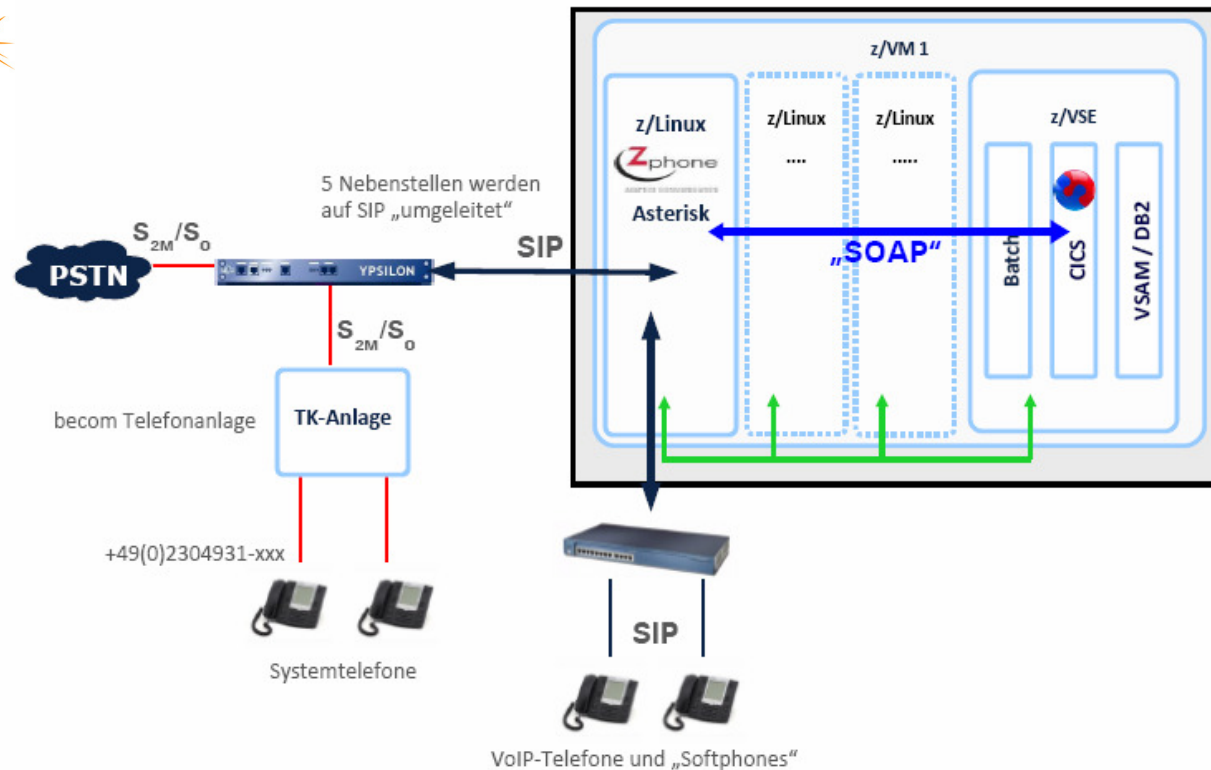 z/VM 1
z/Linux
Zphone
Asterisk
z/Linux
....
z/Linux
.....
z/VSE
Batch
CICS
VSAM / DB2
„SOAP“
5 Nebenstellen werden
auf SIP „umgeleitet“
SIP
S2M/S0
PSTN
YPSILON
S2M/S0
becom Telefonanlage
TK-Anlage
+49(0)2304931-xxx
Systemtelefone
SIP
VoIP-Telefone und „Softphones“